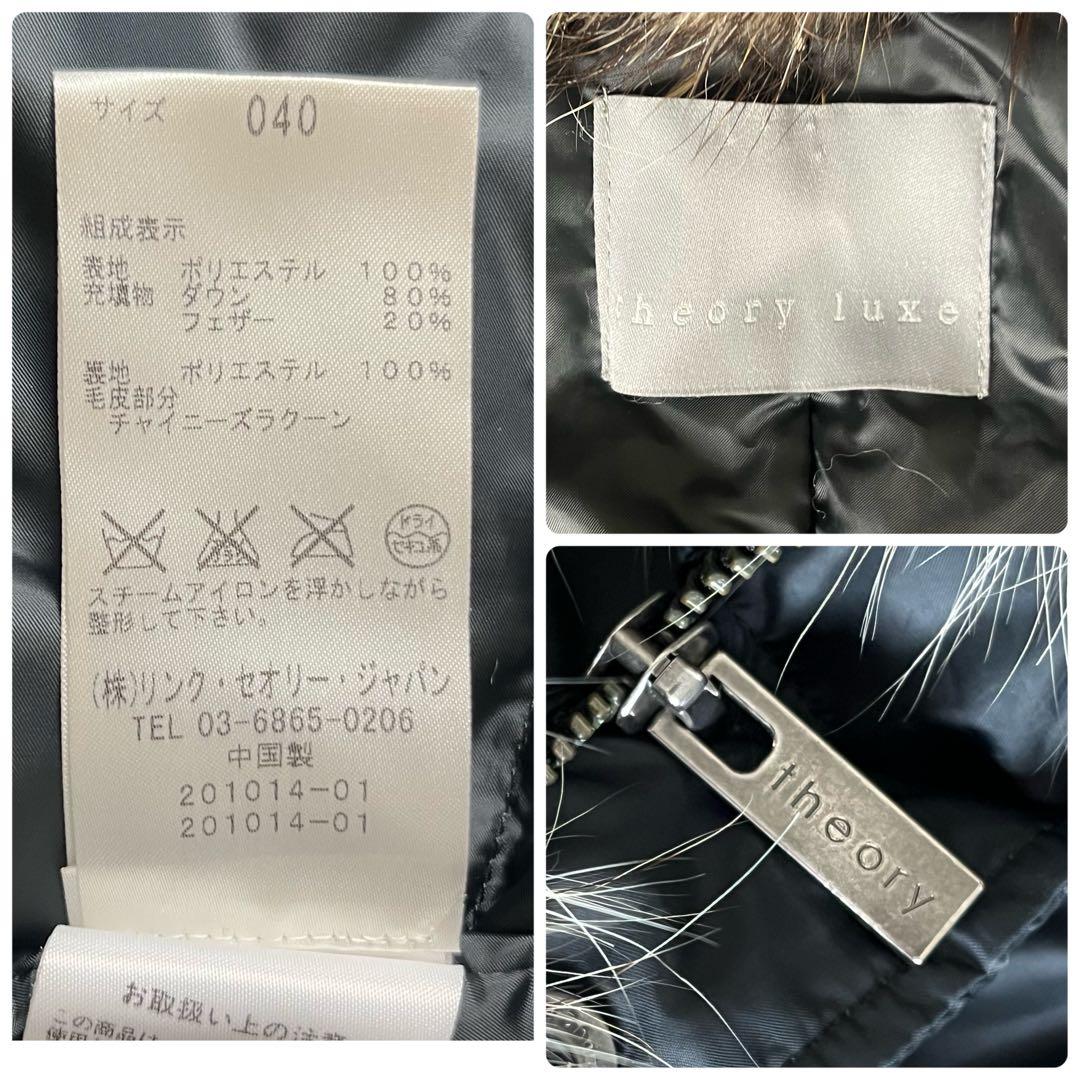 サイズ 040
組成表示
表地 ポリエステル 100%
充填物 ダウン 80%
フェザー 20%
裏地 ポリエステル 100%
毛皮部分
チャイニーズラクーン
ドライ
セキユ系
スチームアイロンを浮かしながら
整形して下さい。
(株)リンク・セオリー・ジャパン
TEL 03-6865-0206
中国製
201014-01
201014-01
お取扱い上の注意
この商品は
theory luxe
theory